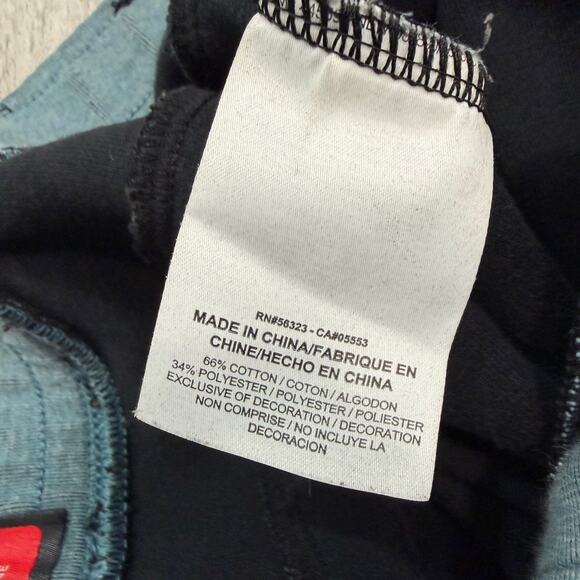 RN#56323 - CA#05553
MADE IN CHINA/FABRIQUE EN
CHINE/HECHO EN CHINA
66% COTTON / COTON / ALGODON
34% POLYESTER / POLYESTER / POLIESTER
EXCLUSIVE OF DECORATION / DECORATION
NON COMPRISE / NO INCLUYE LA
DECORACION